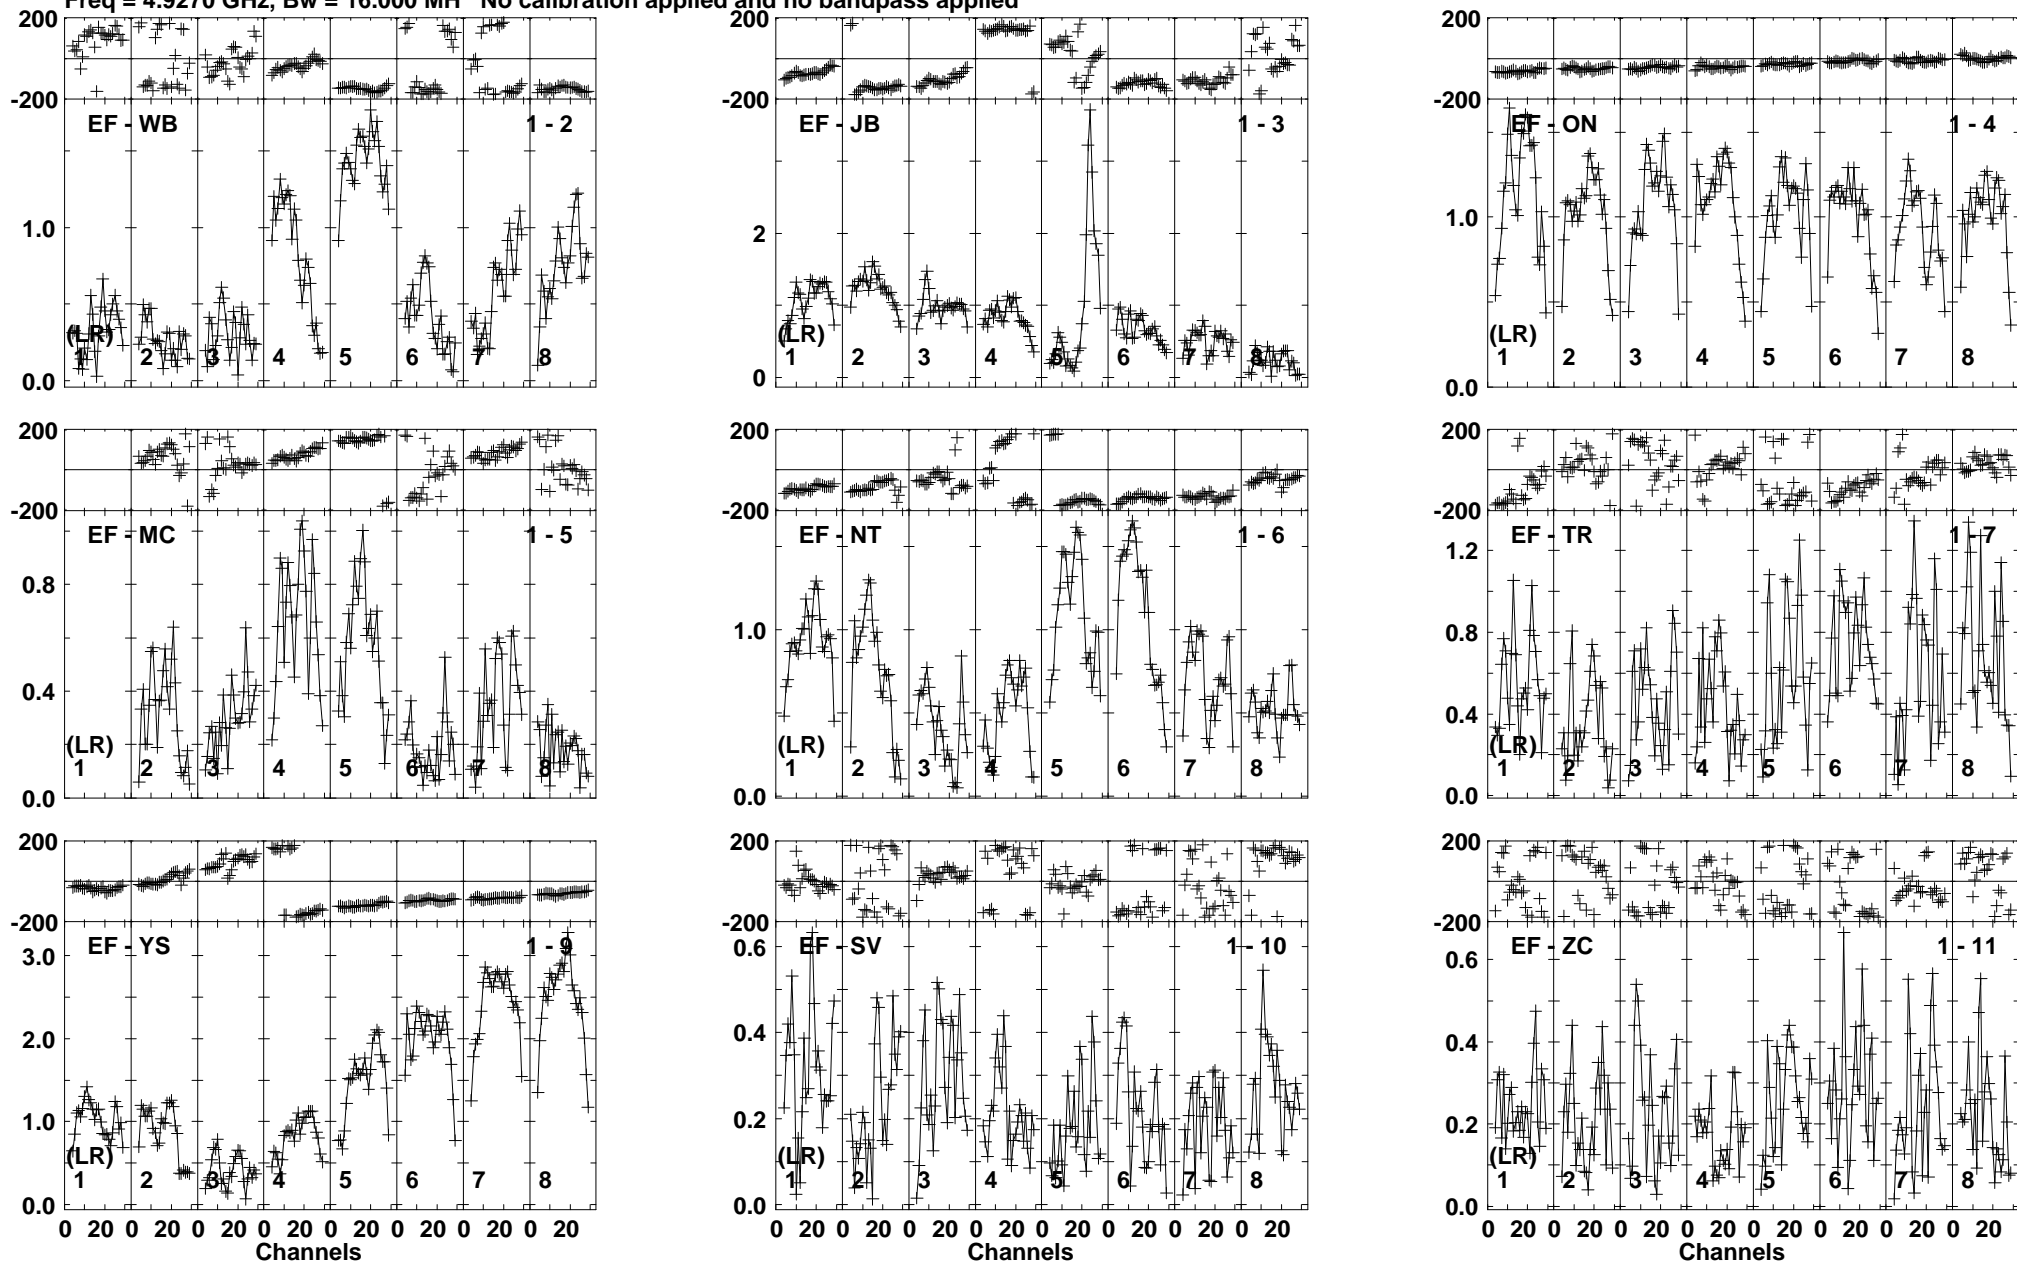 Freq = 4.9270 GHz, Bw = 16.000 MH No calibration applied and no bandpass applied
200 200 200
-200 -200 -200
EF - WB 1 - 2 EF - JB 1 - 3 EF - ON 1 - 4
1.0 2 1.0
(LR) (LR) (LR)
1 2 3 4 5 6 7 8 1 2 3 4 5 6 7 8 1 2 3 4 5 6 7 8
0.0 0 0.0
200 200 200
-200 -200 -200
EF - MC 1 - 5 EF - NT 1 - 6 EF - TR 1 - 7
0.8 1.0 1.2
0.4 0.8
0.4
(LR) (LR) (LR)
1 2 3 4 5 6 7 8 1 2 3 4 5 6 7 8 1 2 3 4 5 6 7 8
0.0 0.0 0.0
200 200 200
-200 -200 -200
EF - YS 1 - 9 EF - SV 1 - 10 EF - ZC 1 - 11
3.0 0.6 0.6
2.0 0.4 0.4
1.0 0.2 0.2
(LR) (LR) (LR)
1 2 3 4 5 6 7 8 1 2 3 4 5 6 7 8 1 2 3 4 5 6 7 8
0.0 0.0 0.0
0 20 0 20 0 20 0 20 0 20 0 20 0 20 0 20 0 20 0 20 0 20 0 20 0 20 0 20 0 20 0 20 0 20 0 20 0 20 0 20 0 20 0 20 0 20 0 20
Channels Channels Channels